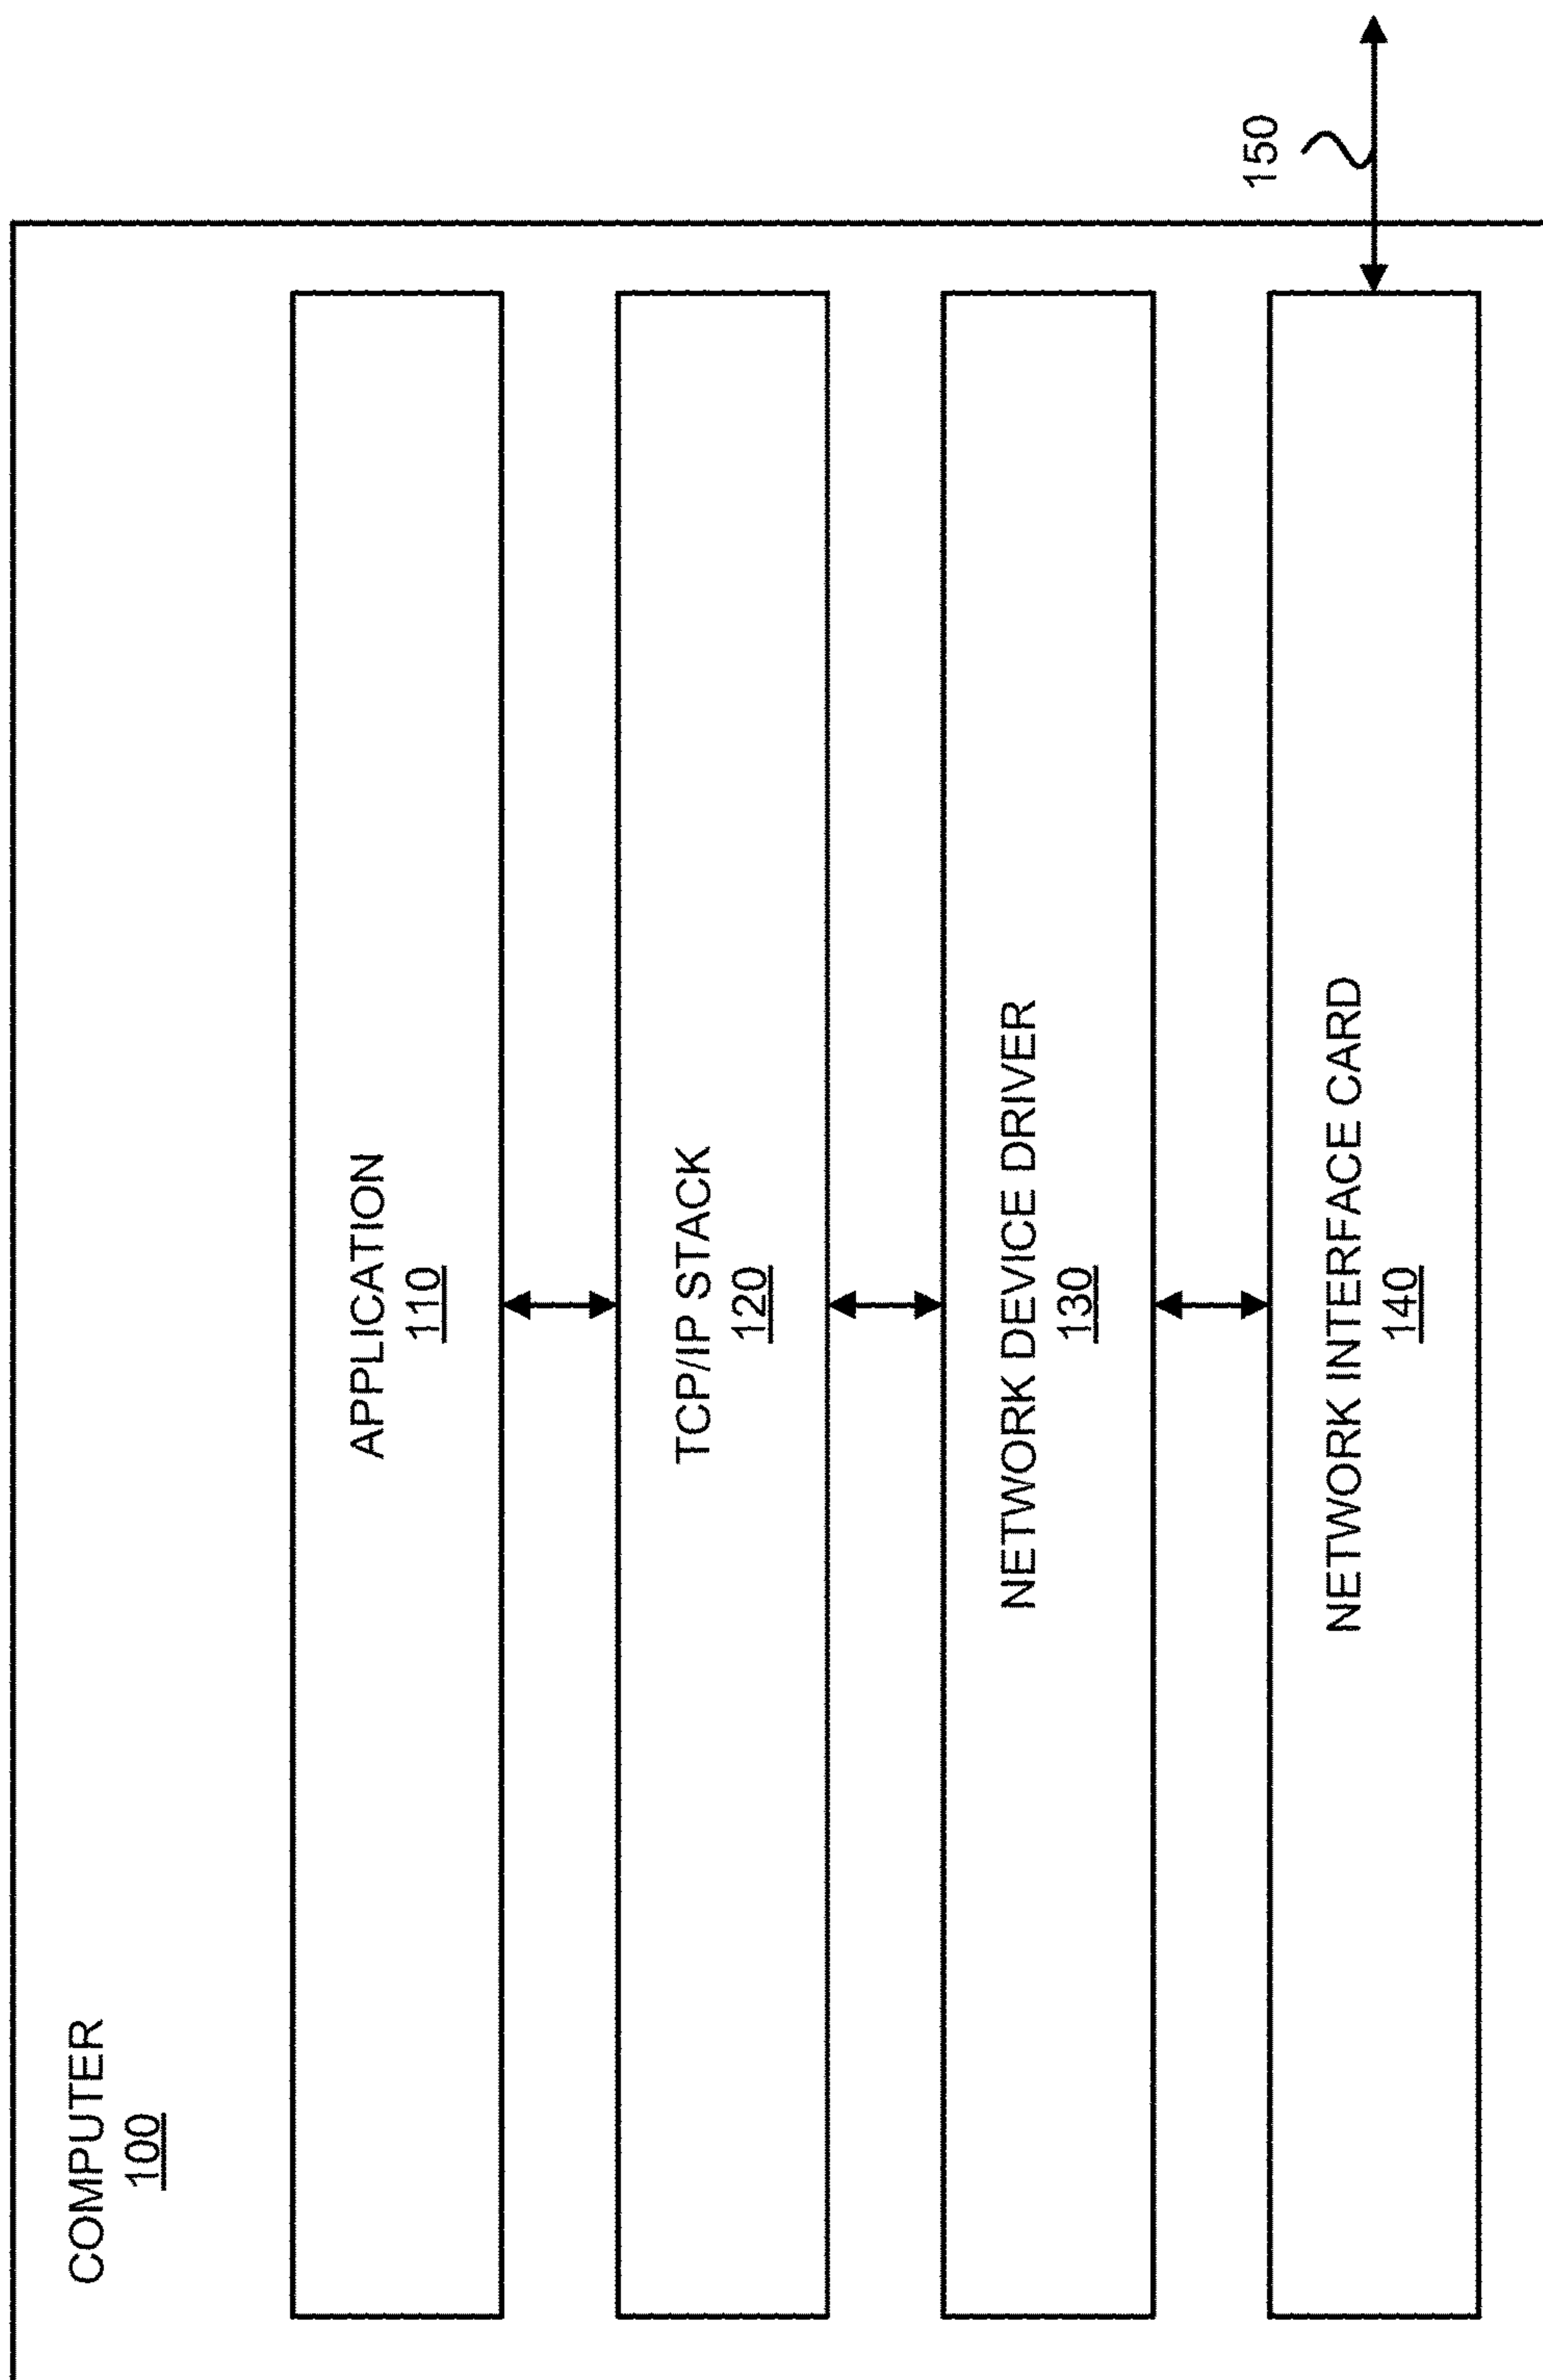 COMPUTER
100
APPLICATION
110
TCP/IP STACK
120
NETWORK DEVICE DRIVER
130
NETWORK INTERFACE CARD
140
150